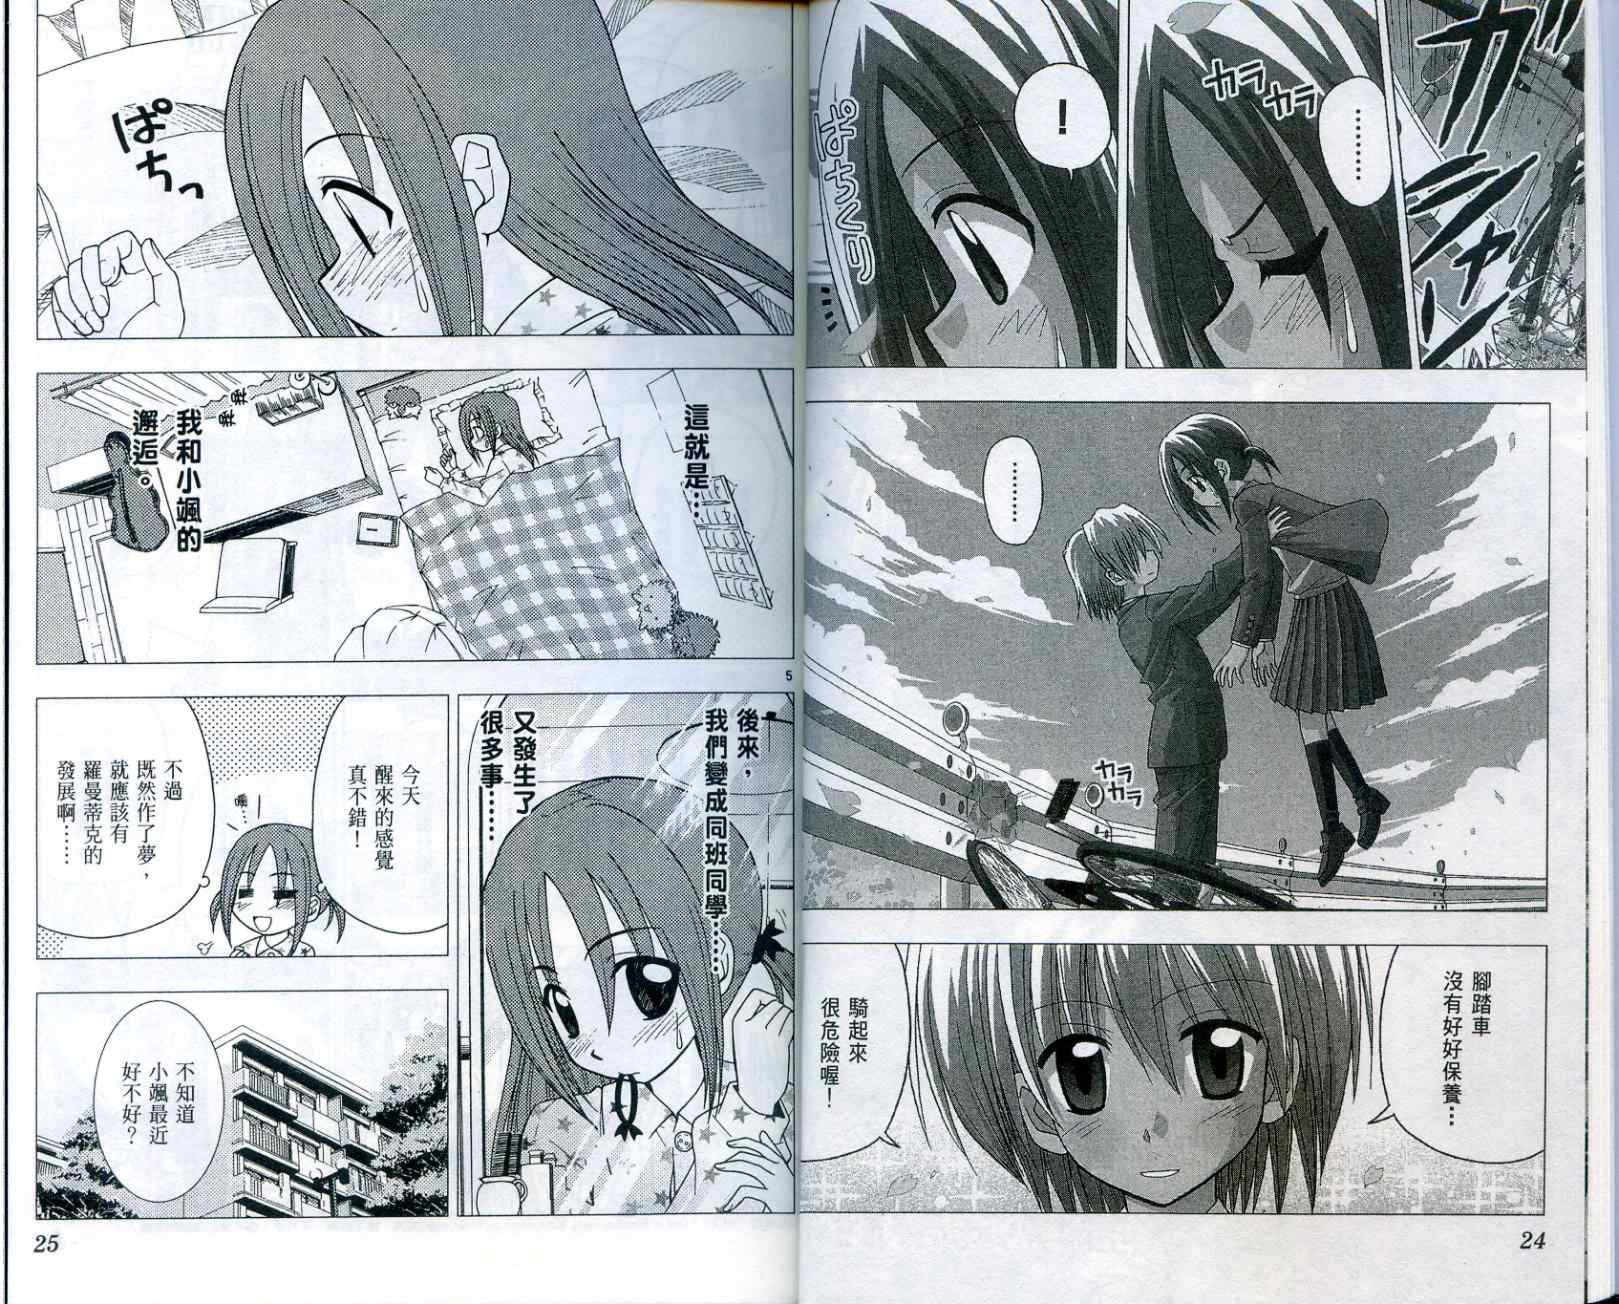 ガシャァ
………
カラ
カラ
!
ぱちくり
………
カラ
カラ
腳踏車
沒有好好保養…
騎起來
很危險喔！
24
ぱちっ
這就是……
我和小颯的
邂逅。
5
後來，
我們變成同班同學……
又發生了
很多事……
今天
醒來的感覺
真不錯！
不過
既然作了夢，
就應該有
羅曼蒂克的
發展啊……
不知道
小颯最近
好不好？
25